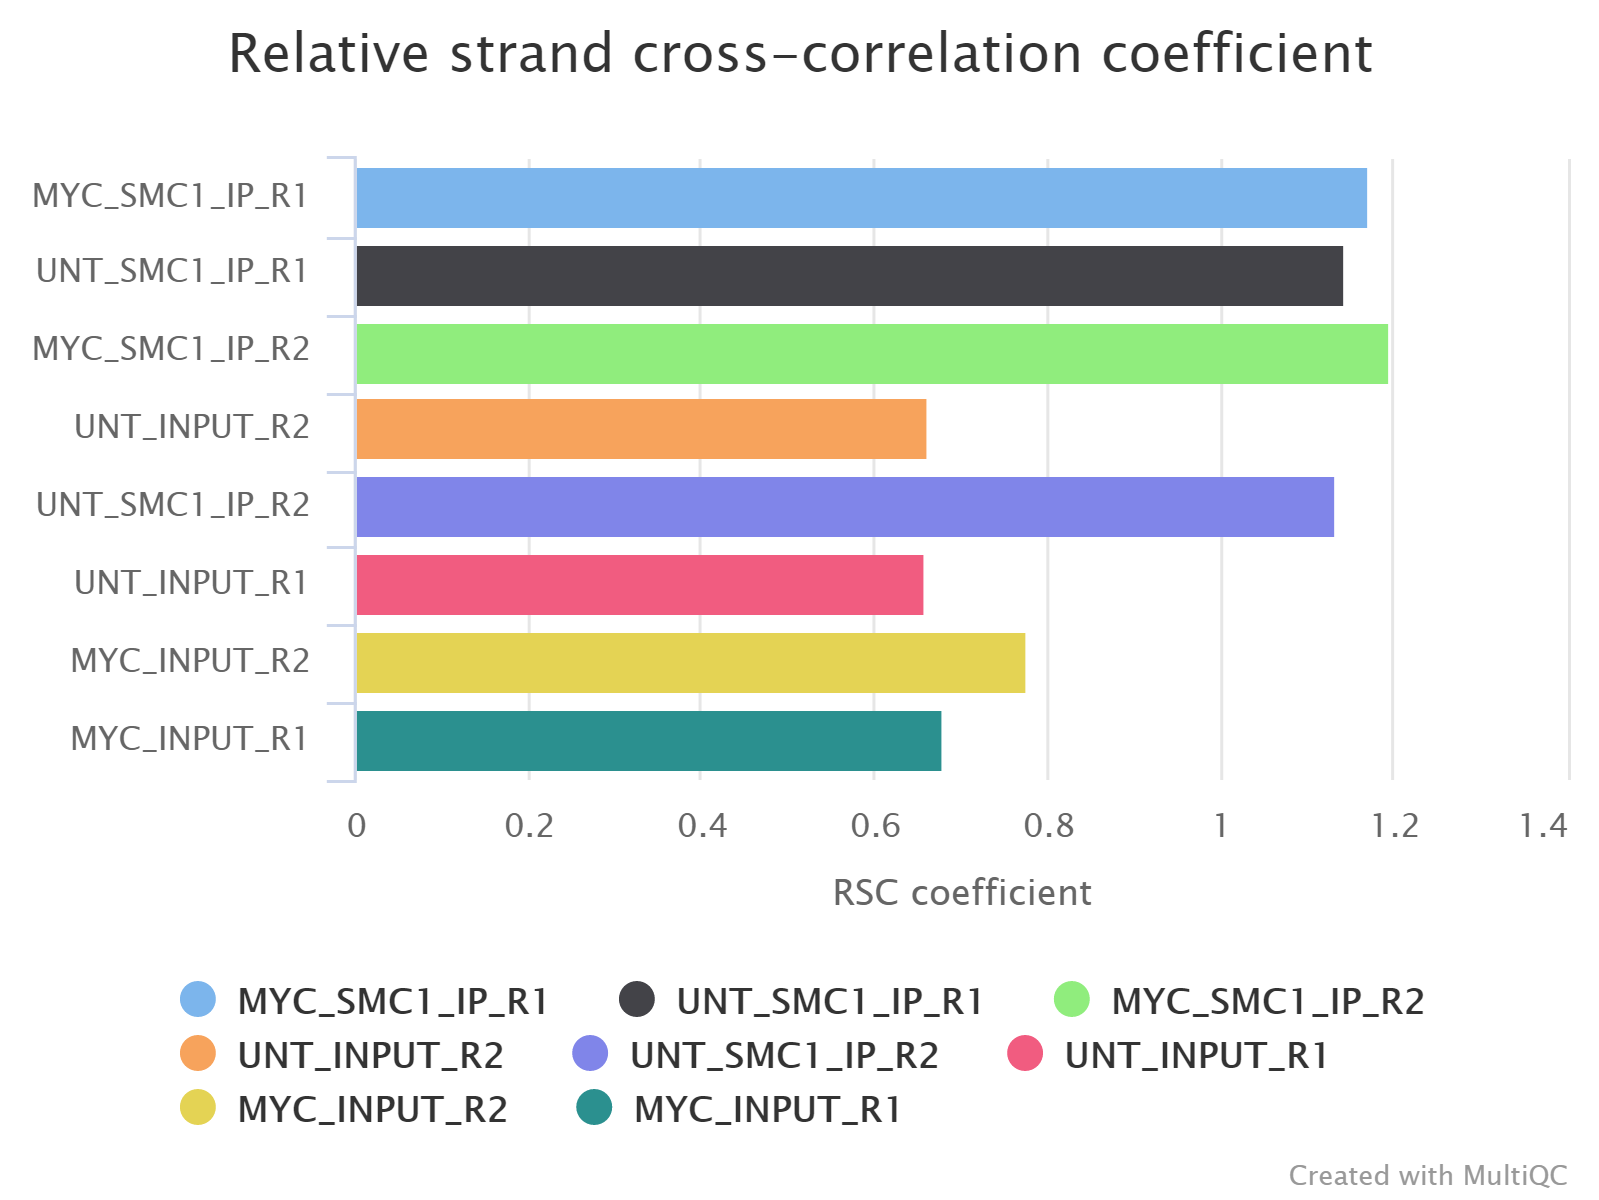 Relative strand cross-correlation coefficient
MYC_SMC1_IP_R1
UNT_SMC1_IP_R1
MYC_SMC1_IP_R2
UNT_INPUT_R2
UNT_SMC1_IP_R2
UNT_INPUT_R1
MYC_INPUT_R2
MYC_INPUT_R1
0 0.2 0.4 0.6 0.8 1 1.2 1.4
RSC coefficient
MYC_SMC1_IP_R1 UNT_SMC1_IP_R1 MYC_SMC1_IP_R2
UNT_INPUT_R2 UNT_SMC1_IP_R2 UNT_INPUT_R1
MYC_INPUT_R2 MYC_INPUT_R1
Created with MultiQC